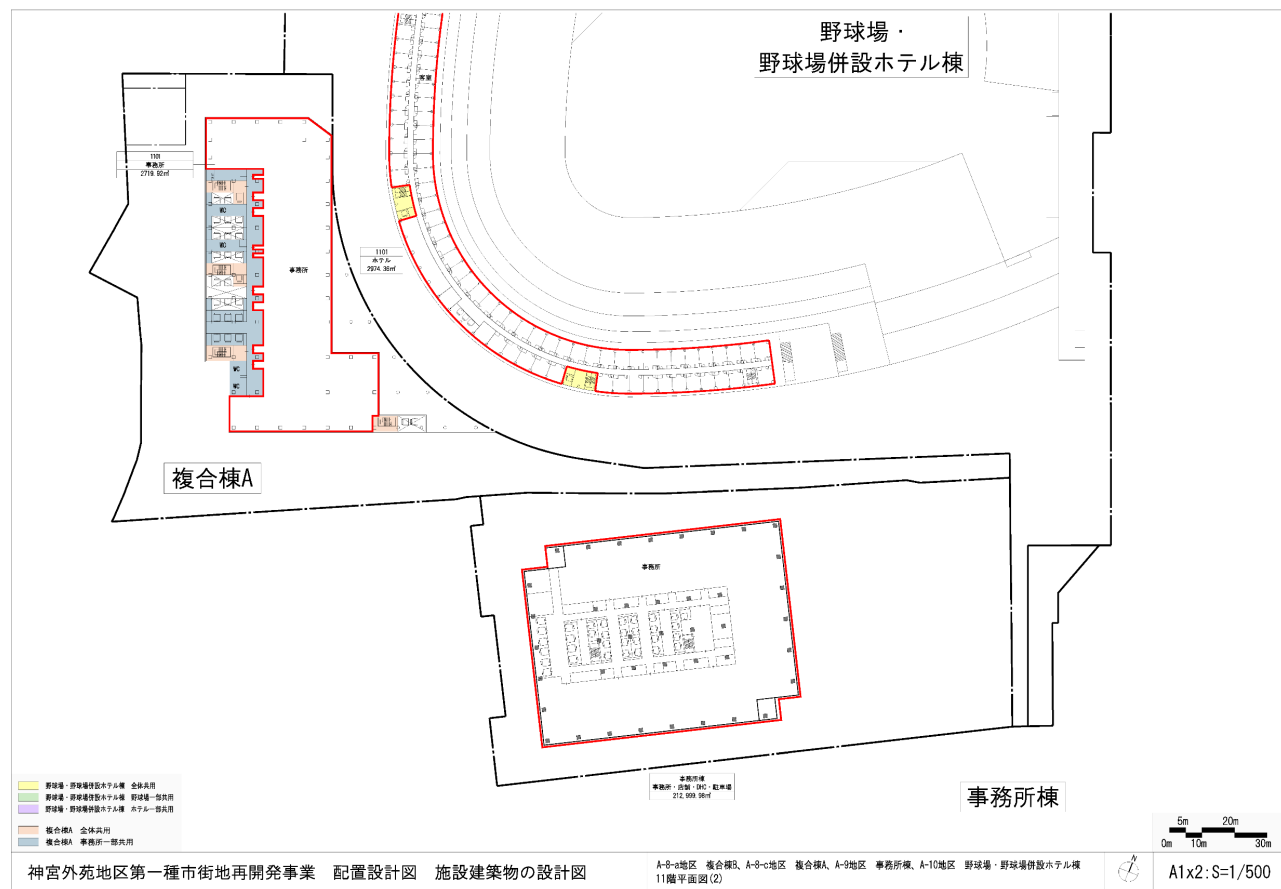 野球場・
野球場併設ホテル棟
客室
1101
事務所
2719.92㎡
WC
WC
事務所
1101
ホテル
2974.36㎡
WC
WC
複合棟A
事務所
事務所棟
事務所・店舗・DHC・駐車場
212,999.98㎡
事務所棟
野球場・野球場併設ホテル棟 全体共用
野球場・野球場併設ホテル棟 野球場一部共用
野球場・野球場併設ホテル棟 ホテル一部共用
複合棟A 全体共用
複合棟A 事務所一部共用
5m 20m
0m 10m 30m
神宮外苑地区第一種市街地再開発事業 配置設計図 施設建築物の設計図
A-8-a地区 複合棟B、A-8-c地区 複合棟A、A-9地区 事務所棟、A-10地区 野球場・野球場併設ホテル棟
11階平面図(2)
N
A1x2:S=1/500